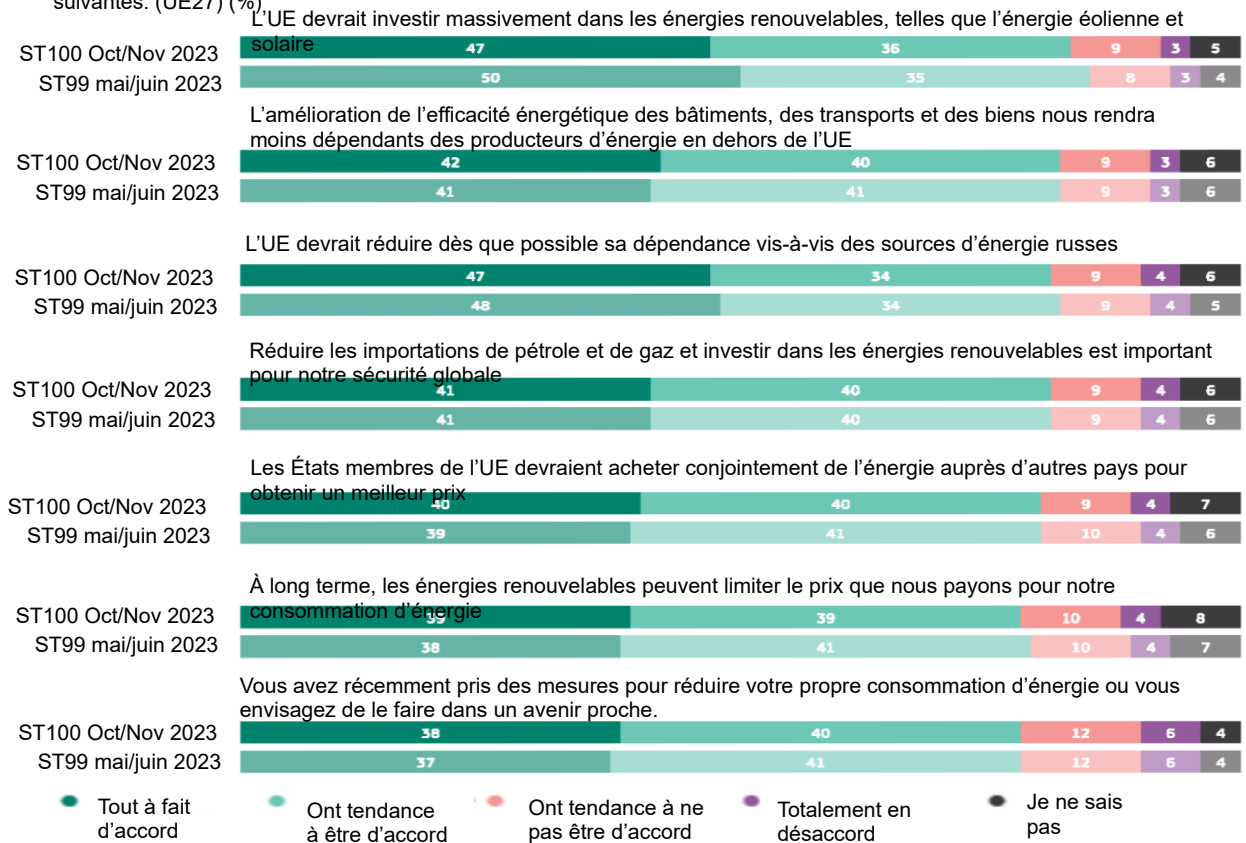 suivantes. (UE27) (%)
L’UE devrait investir massivement dans les énergies renouvelables, telles que l’énergie éolienne et
solaire
ST100 Oct/Nov 2023 47 36 9 3 5
ST99 mai/juin 2023 50 35 8 3 4
L’amélioration de l’efficacité énergétique des bâtiments, des transports et des biens nous rendra
moins dépendants des producteurs d’énergie en dehors de l’UE
ST100 Oct/Nov 2023 42 40 9 3 6
ST99 mai/juin 2023 41 41 9 3 6
L’UE devrait réduire dès que possible sa dépendance vis-à-vis des sources d’énergie russes
ST100 Oct/Nov 2023 47 34 9 4 6
ST99 mai/juin 2023 48 34 9 4 5
Réduire les importations de pétrole et de gaz et investir dans les énergies renouvelables est important
pour notre sécurité globale
ST100 Oct/Nov 2023 41 40 9 4 6
ST99 mai/juin 2023 41 40 9 4 6
Les États membres de l’UE devraient acheter conjointement de l’énergie auprès d’autres pays pour
obtenir un meilleur prix
ST100 Oct/Nov 2023 40 40 9 4 7
ST99 mai/juin 2023 39 41 10 4 6
À long terme, les énergies renouvelables peuvent limiter le prix que nous payons pour notre
consommation d’énergie
ST100 Oct/Nov 2023 39 39 10 4 8
ST99 mai/juin 2023 38 41 10 4 7
Vous avez récemment pris des mesures pour réduire votre propre consommation d’énergie ou vous
envisagez de le faire dans un avenir proche.
ST100 Oct/Nov 2023 38 40 12 6 4
ST99 mai/juin 2023 37 41 12 6 4
Tout à fait
d’accord
Ont tendance
à être d’accord
Ont tendance à ne
pas être d’accord
Totalement en
désaccord
Je ne sais
pas